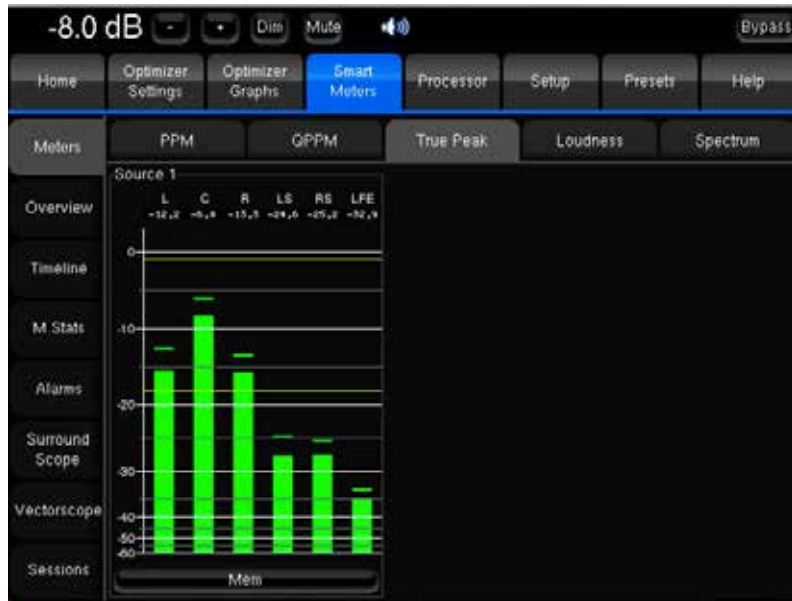 -8.0 dB - + Dim Mute Bypass
Home Optimizer Settings Optimizer Graphs Smart Meters Processor Setup Presets Help
Meters PPM QPPM True Peak Loudness Spectrum
Source 1
L C R LS RS LFE
-12,2
Overview
Timeline
M.Stats
Alarms
Surround Scope
Vectorscope
Sessions
0
-10
-20
-30
-40
-50
-60
Mem